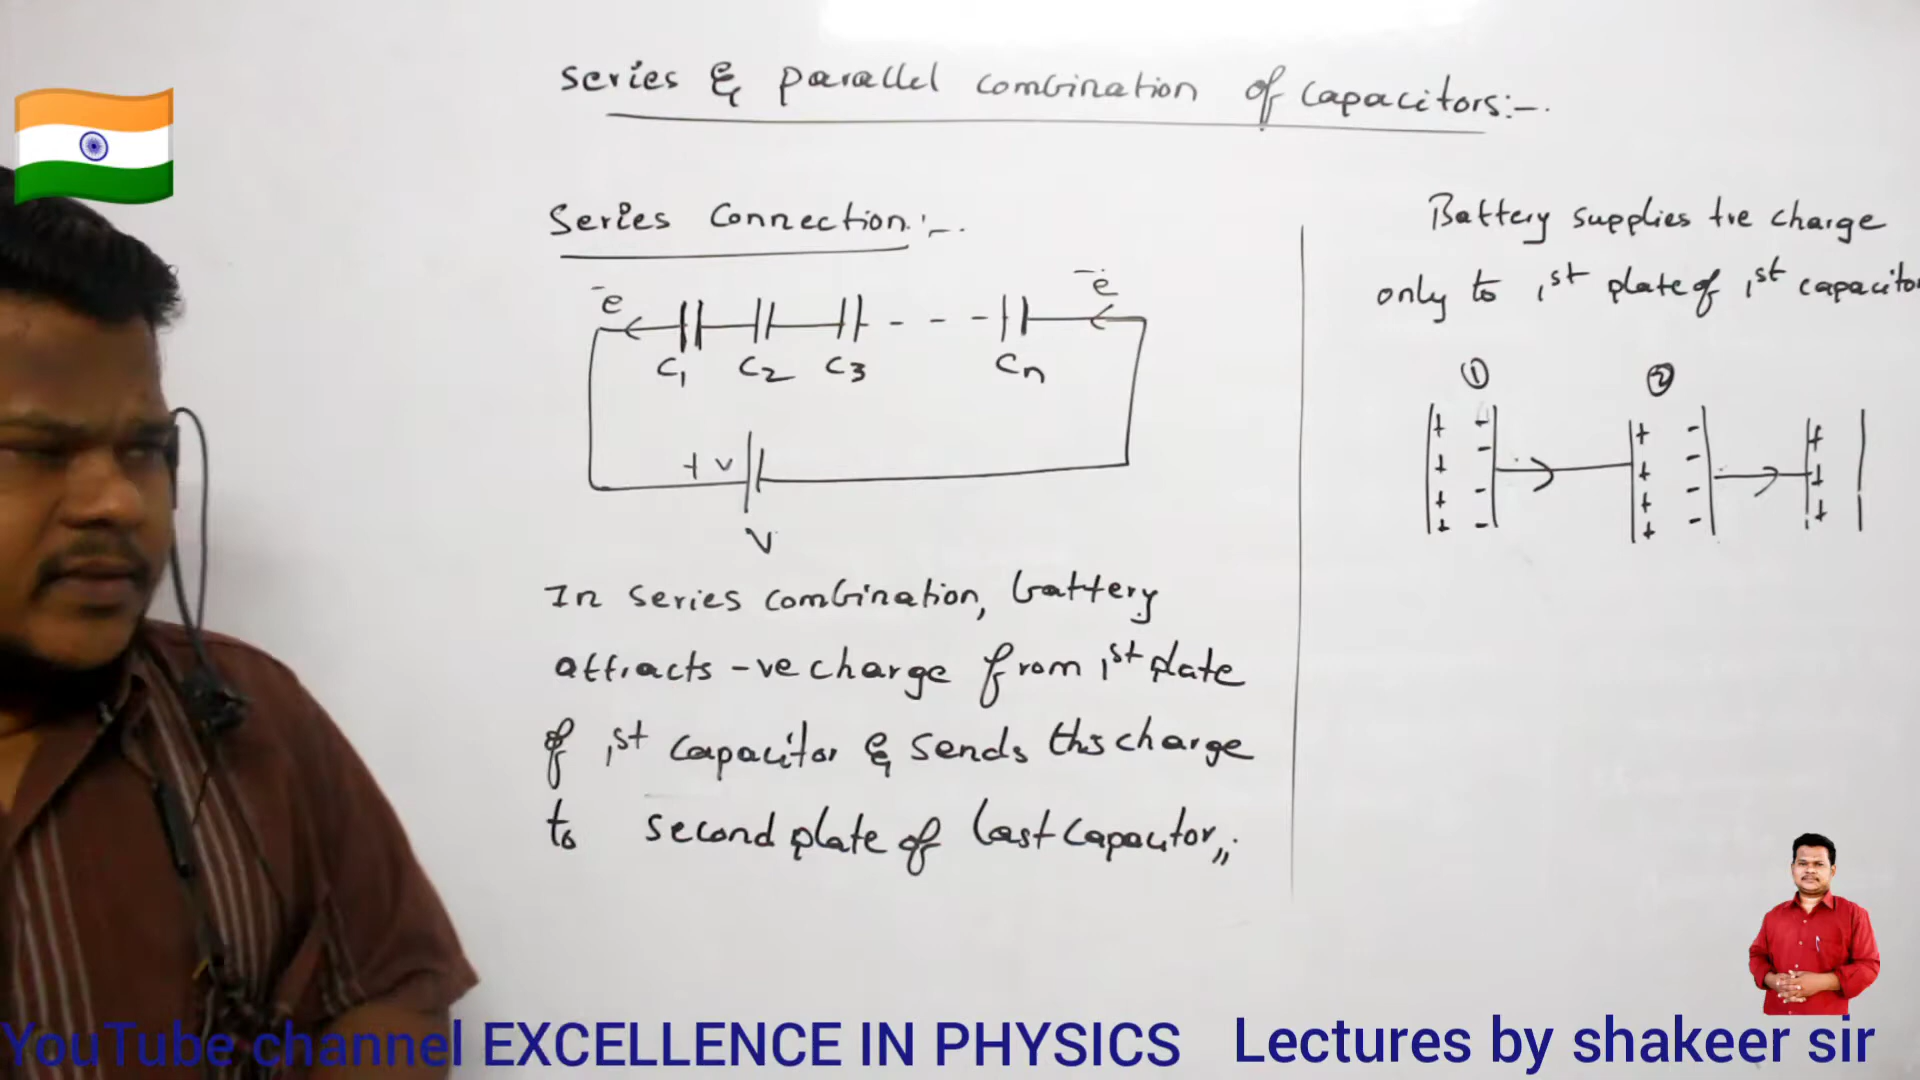 series & parallel combination of capacitors:-.
Series Connection:-.
-e
-e
C1 C2 C3 - - - Cn
+ v
V
In series combination, battery
attracts -ve charge from 1st plate
of 1st capacitor & sends ths charge
to second plate of last capacitor,,.
Battery supplies +ve charge
only to 1st plate of 1st capacitor
① ②
+ - + - +
+ - + - +
+ - + - +
+ - + -
YouTube channel EXCELLENCE IN PHYSICS Lectures by shakeer sir